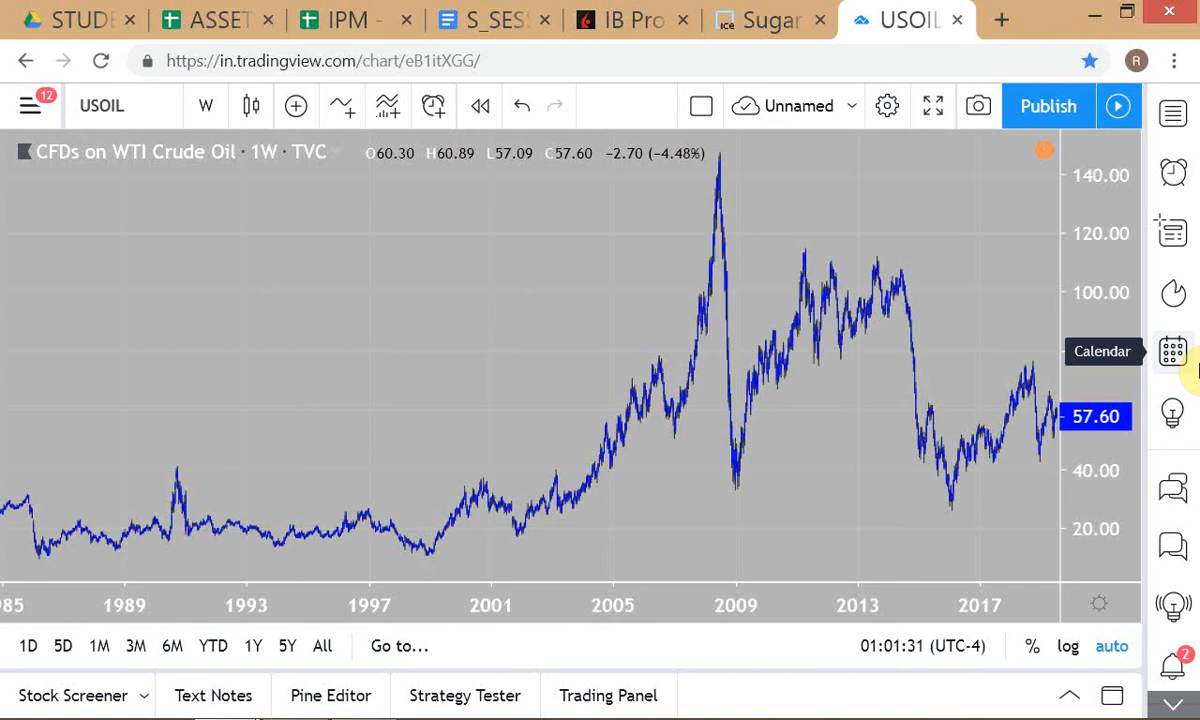 STUDE ASSET IPM - S_SES IB Pro ice Sugar USOIL
https://in.tradingview.com/chart/eB1itXGG/ R
12 USOIL W Unnamed Publish
CFDs on WTI Crude Oil · 1W · TVC O60.30 H60.89 L57.09 C57.60 −2.70 (−4.48%)
140.00
120.00
100.00
Calendar
57.60
40.00
20.00
985 1989 1993 1997 2001 2005 2009 2013 2017
1D 5D 1M 3M 6M YTD 1Y 5Y All Go to... 01:01:31 (UTC-4) % log auto
2
Stock Screener Text Notes Pine Editor Strategy Tester Trading Panel